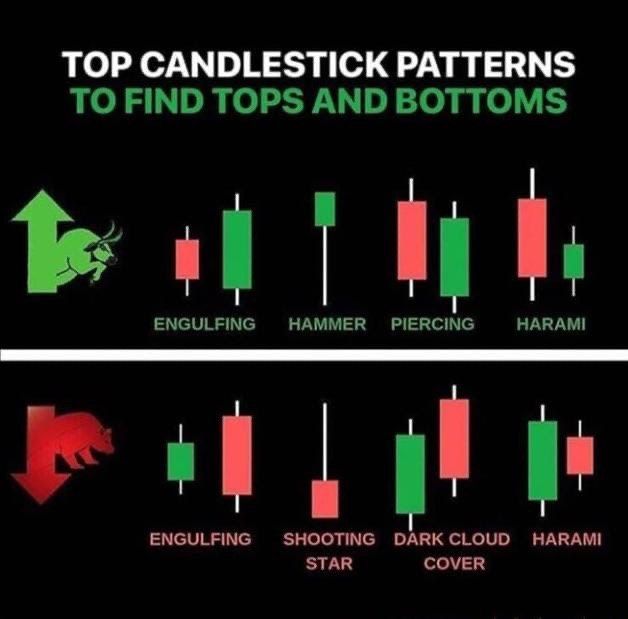 TOP CANDLESTICK PATTERNS
TO FIND TOPS AND BOTTOMS
ENGULFING HAMMER PIERCING HARAMI
ENGULFING SHOOTING STAR DARK CLOUD COVER HARAMI